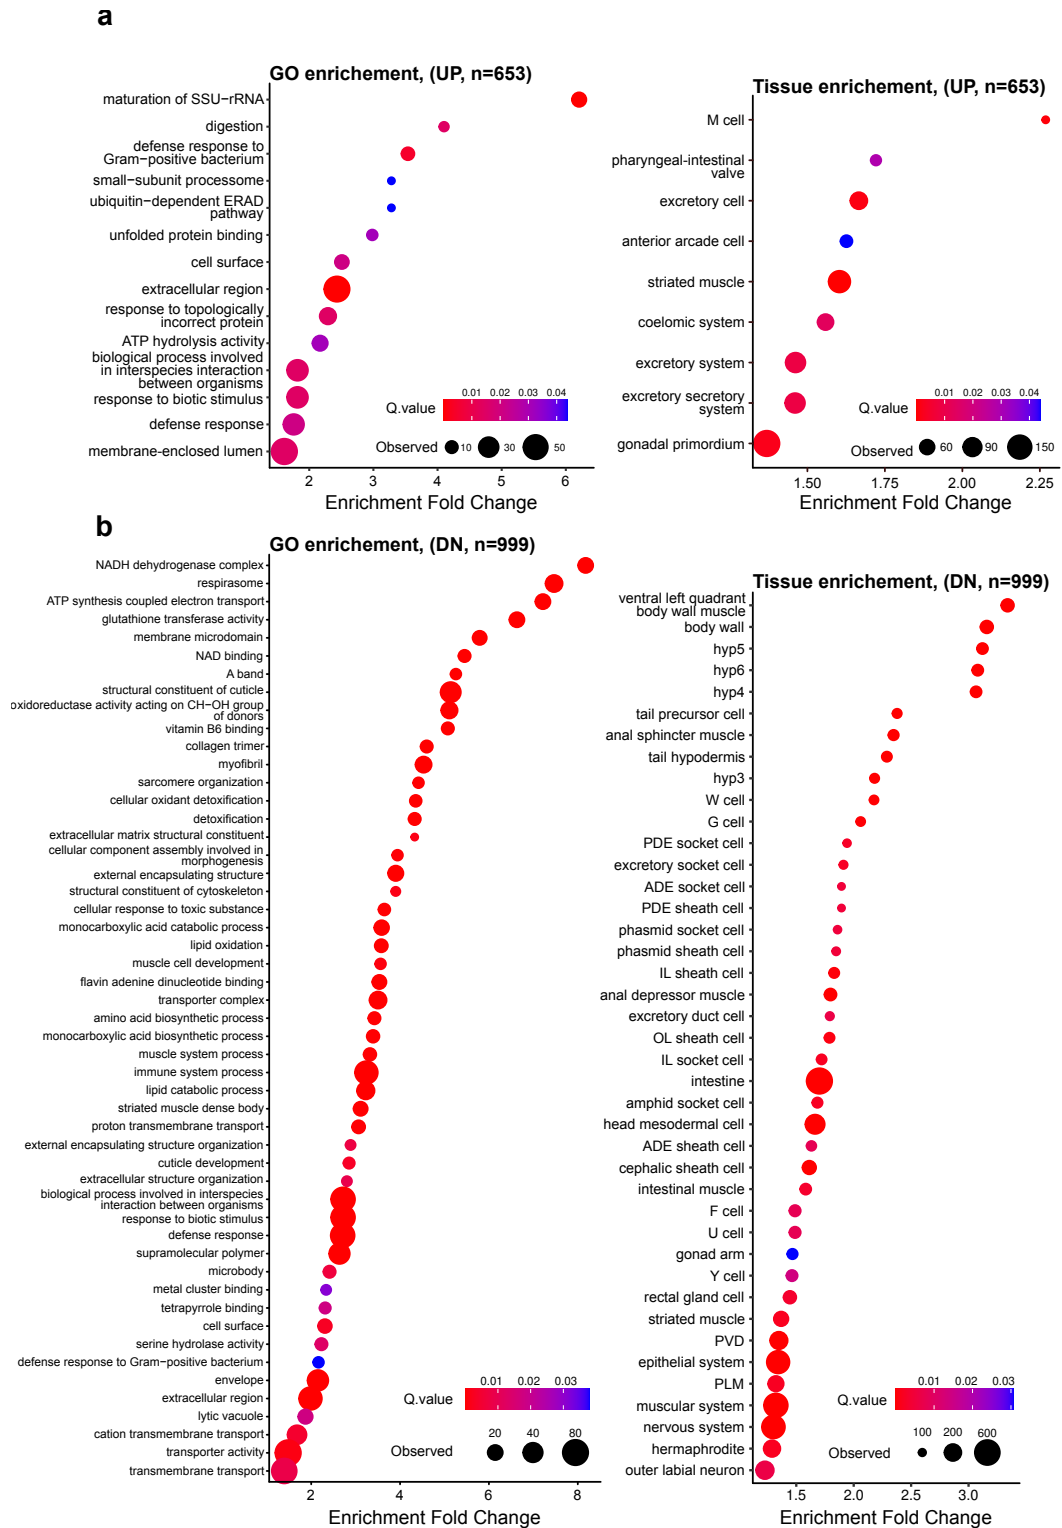 a
GO enrichement, (UP, n=653)
maturation of SSU−rRNA
digestion
defense response to
Gram−positive bacterium
small−subunit processome
ubiquitin−dependent ERAD
pathway
unfolded protein binding
cell surface
extracellular region
response to topologically
incorrect protein
ATP hydrolysis activity
biological process involved
in interspecies interaction
between organisms
response to biotic stimulus
defense response
membrane−enclosed lumen
0.01 0.02 0.03 0.04
Q.value
Observed 10 30 50
2 3 4 5 6
Enrichment Fold Change
Tissue enrichement, (UP, n=653)
M cell
pharyngeal-intestinal
valve
excretory cell
anterior arcade cell
striated muscle
coelomic system
excretory system
excretory secretory
system
gonadal primordium
0.01 0.02 0.03 0.04
Q.value
Observed 60 90 150
1.50 1.75 2.00 2.25
Enrichment Fold Change
b
GO enrichement, (DN, n=999)
NADH dehydrogenase complex
respirasome
ATP synthesis coupled electron transport
glutathione transferase activity
membrane microdomain
NAD binding
A band
structural constituent of cuticle
oxidoreductase activity acting on CH−OH group
of donors
vitamin B6 binding
collagen trimer
myofibril
sarcomere organization
cellular oxidant detoxification
detoxification
extracellular matrix structural constituent
cellular component assembly involved in
morphogenesis
external encapsulating structure
structural constituent of cytoskeleton
cellular response to toxic substance
monocarboxylic acid catabolic process
lipid oxidation
muscle cell development
flavin adenine dinucleotide binding
transporter complex
amino acid biosynthetic process
monocarboxylic acid biosynthetic process
muscle system process
immune system process
lipid catabolic process
striated muscle dense body
proton transmembrane transport
external encapsulating structure organization
cuticle development
extracellular structure organization
biological process involved in interspecies
interaction between organisms
response to biotic stimulus
defense response
supramolecular polymer
microbody
metal cluster binding
tetrapyrrole binding
cell surface
serine hydrolase activity
defense response to Gram−positive bacterium
envelope
extracellular region
lytic vacuole
cation transmembrane transport
transporter activity
transmembrane transport
0.01 0.02 0.03
Q.value
20 40 80
Observed
2 4 6 8
Enrichment Fold Change
Tissue enrichement, (DN, n=999)
ventral left quadrant
body wall muscle
body wall
hyp5
hyp6
hyp4
tail precursor cell
anal sphincter muscle
tail hypodermis
hyp3
W cell
G cell
PDE socket cell
excretory socket cell
ADE socket cell
PDE sheath cell
phasmid socket cell
phasmid sheath cell
IL sheath cell
anal depressor muscle
excretory duct cell
OL sheath cell
IL socket cell
intestine
amphid socket cell
head mesodermal cell
ADE sheath cell
cephalic sheath cell
intestinal muscle
F cell
U cell
gonad arm
Y cell
rectal gland cell
striated muscle
PVD
epithelial system
PLM
muscular system
nervous system
hermaphrodite
outer labial neuron
0.01 0.02 0.03
Q.value
100 200 600
Observed
1.5 2.0 2.5 3.0
Enrichment Fold Change